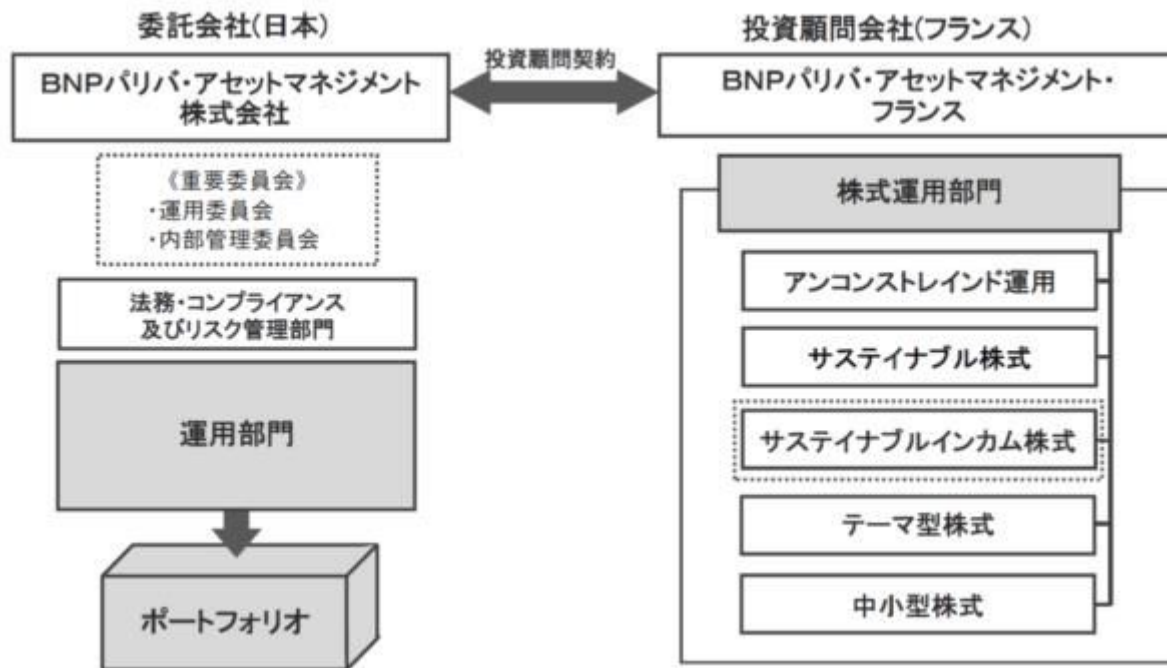 委託会社(日本)
BNPパリバ・アセットマネジメント
株式会社
《重要委員会》
・運用委員会
・内部管理委員会
法務・コンプライアンス
及びリスク管理部門
運用部門
ポートフォリオ
投資顧問契約
投資顧問会社(フランス)
BNPパリバ・アセットマネジメント・
フランス
株式運用部門
アンコンストレインド運用
サステイナブル株式
サステイナブルインカム株式
テーマ型株式
中小型株式